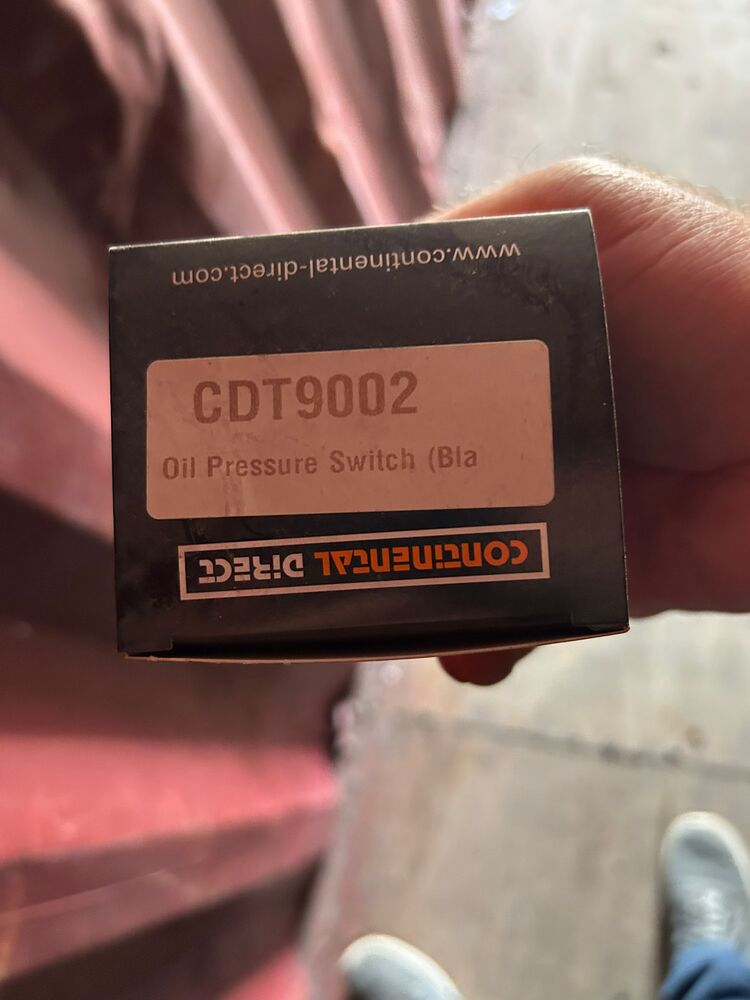 www.continental-direct.com
CDT9002
Oil Pressure Switch (Bla
CONTINENTAL DIRECT